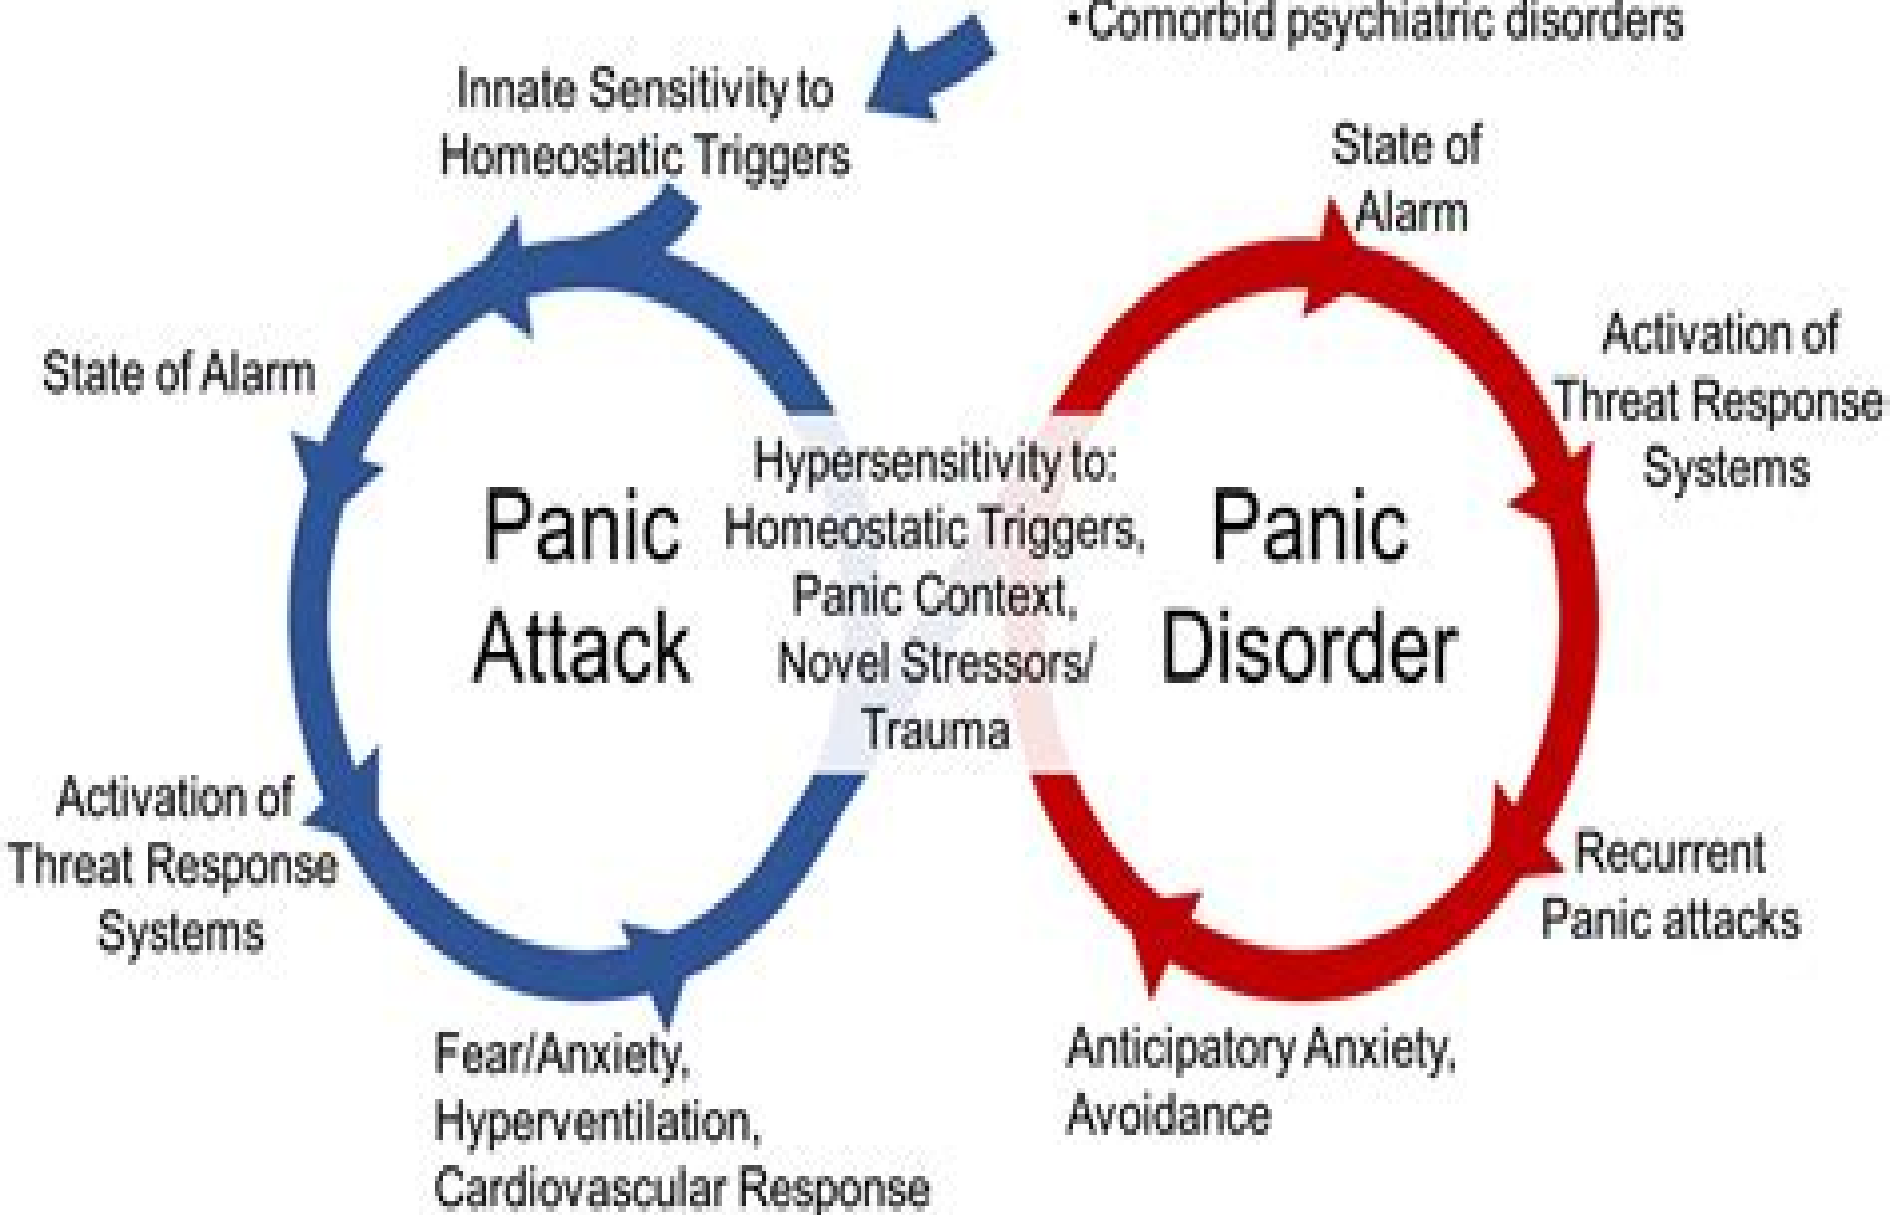 •Comorbid psychiatric disorders
Innate Sensitivity to
Homeostatic Triggers
State of Alarm
Activation of
Threat Response
Systems
Fear/Anxiety,
Hyperventilation,
Cardiovascular Response
Panic
Attack
Hypersensitivity to:
Homeostatic Triggers,
Panic Context,
Novel Stressors/
Trauma
Panic
Disorder
State of
Alarm
Activation of
Threat Response
Systems
Recurrent
Panic attacks
Anticipatory Anxiety,
Avoidance